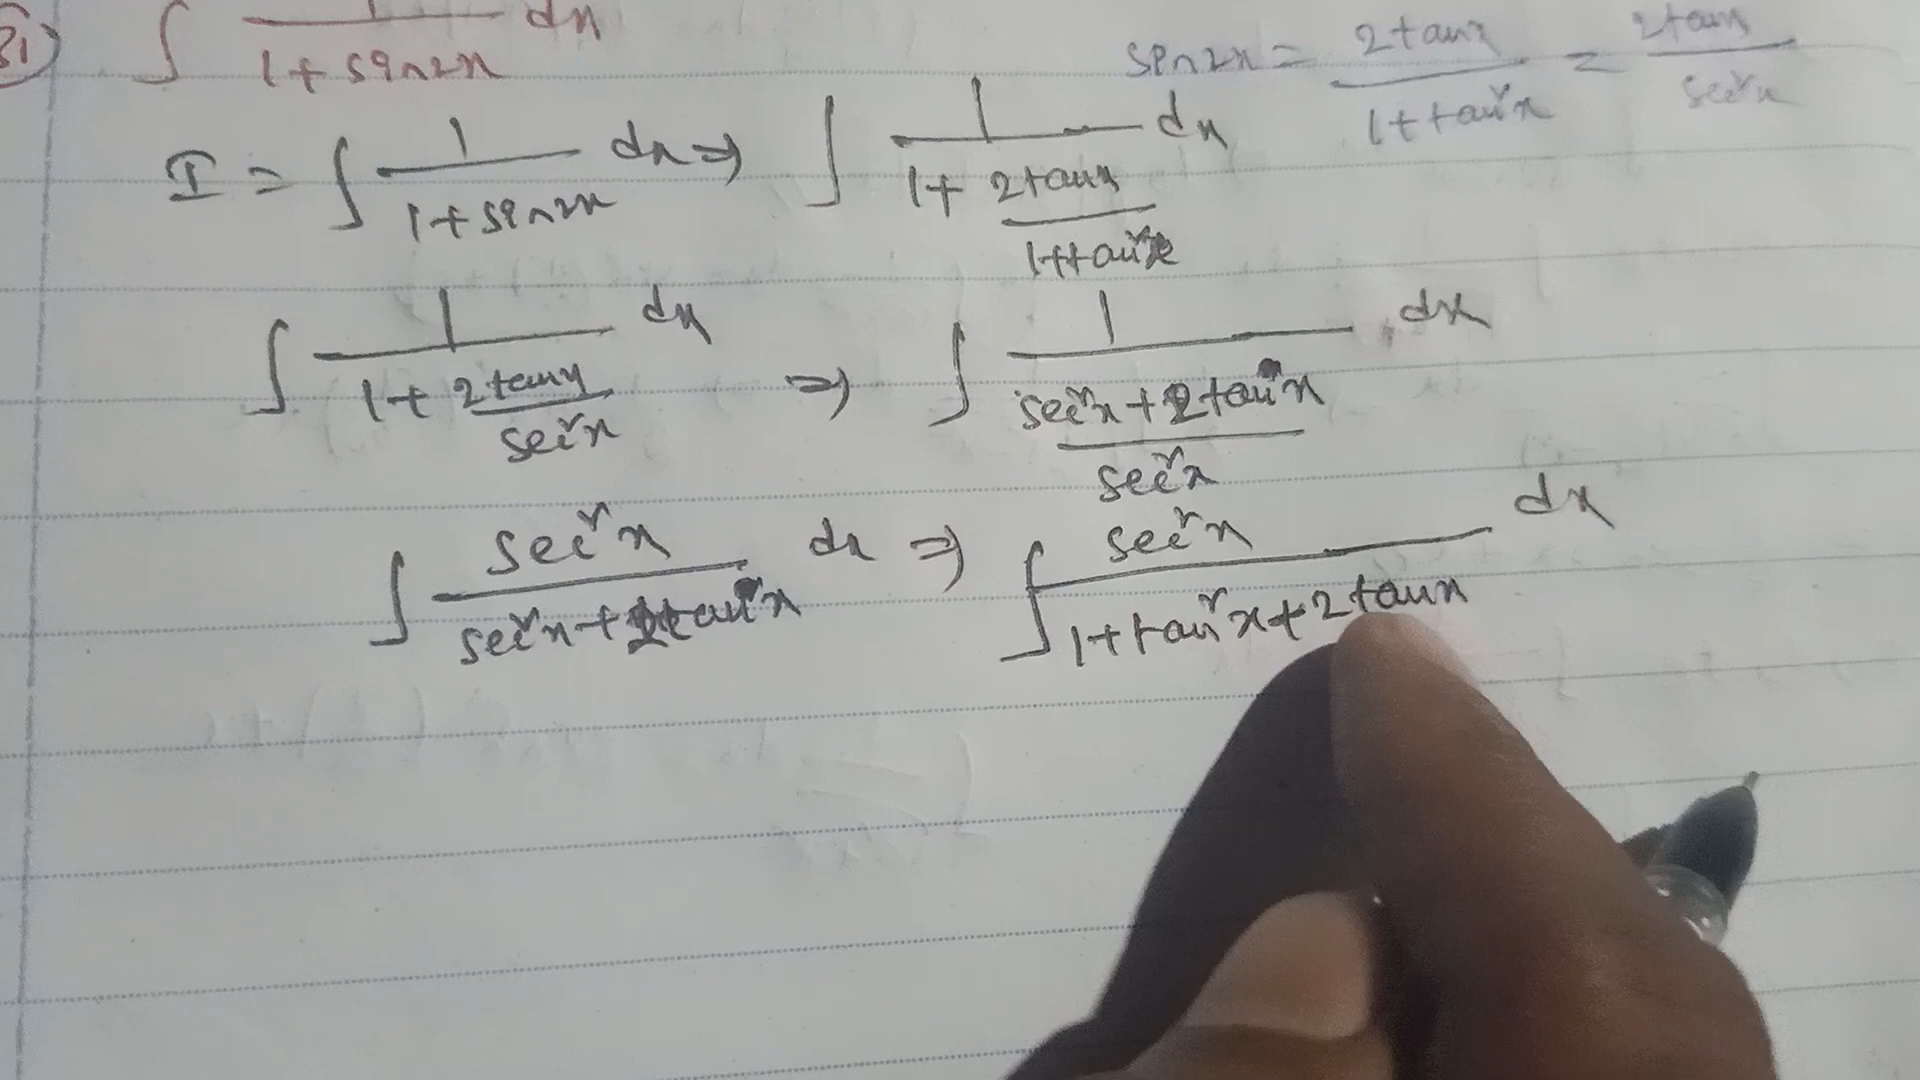 31) ∫ 1/(1+sin2x) dx
sin2x = 2tanx/(1+tan²x) = 2tanx/sec²x
I = ∫ 1/(1+sin2x) dx ⇒ ∫ 1/(1+2tanx/(1+tan²x)) dx
∫ 1/(1+2tanx/sec²x) dx ⇒ ∫ 1/((sec²x+2tanx)/sec²x) dx
∫ sec²x/(sec²x+2tanx) dx ⇒ ∫ sec²x/(1+tan²x+2tanx) dx